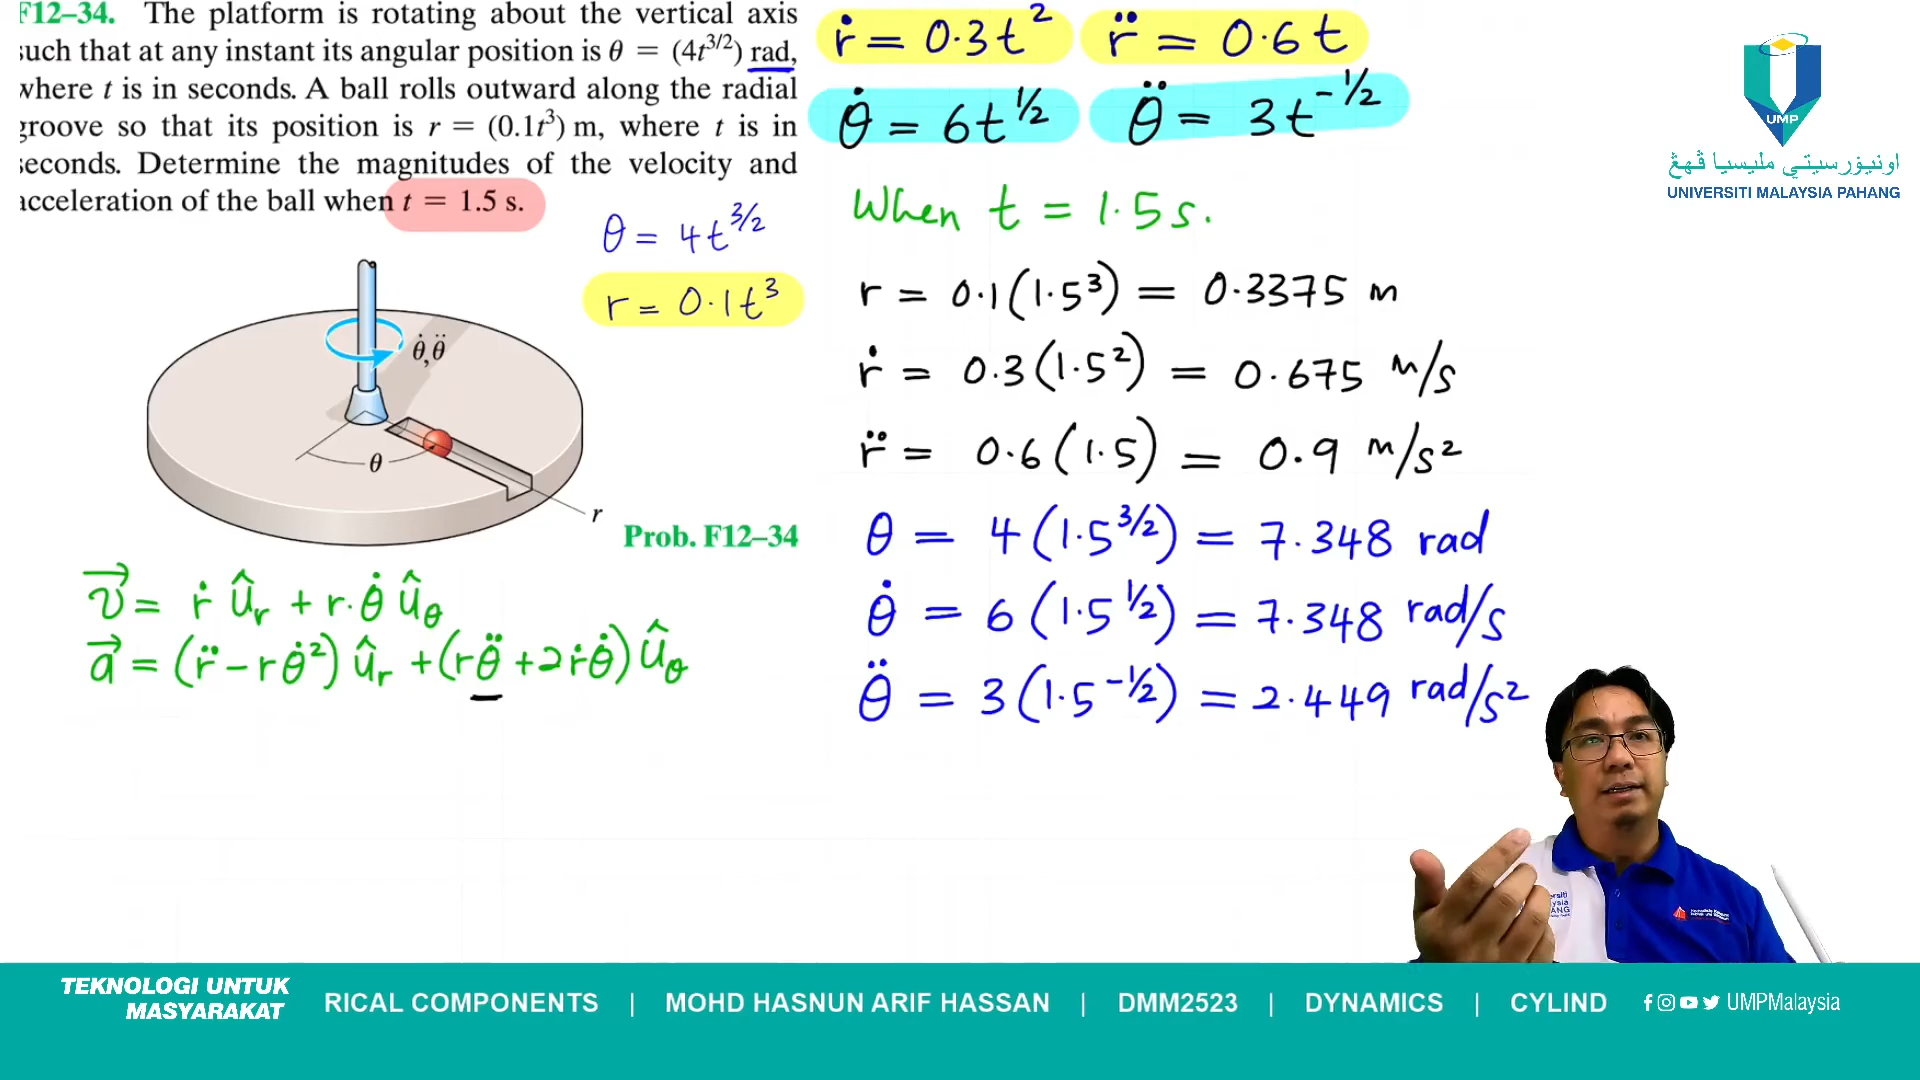 F12–34. The platform is rotating about the vertical axis
such that at any instant its angular position is θ = (4t^{3/2}) rad,
where t is in seconds. A ball rolls outward along the radial
groove so that its position is r = (0.1t³) m, where t is in
seconds. Determine the magnitudes of the velocity and
acceleration of the ball when t = 1.5 s.
θ = 4t^{3/2}
r = 0.1t³
θ̇, θ̈
θ
r
Prob. F12–34
v⃗ = ṙ û_r + r·θ̇ û_θ
a⃗ = (r̈ – rθ̇²) û_r + (rθ̈ + 2ṙθ̇) û_θ
ṙ = 0.3t² r̈ = 0.6t
θ̇ = 6t^{1/2} θ̈ = 3t^{-1/2}
When t = 1.5s.
r = 0.1(1.5³) = 0.3375 m
ṙ = 0.3(1.5²) = 0.675 m/s
r̈ = 0.6(1.5) = 0.9 m/s²
θ = 4(1.5^{3/2}) = 7.348 rad
θ̇ = 6(1.5^{1/2}) = 7.348 rad/s
θ̈ = 3(1.5^{-1/2}) = 2.449 rad/s²
UMP
اونيۏرسيتي مليسيا ڤهڠ
UNIVERSITI MALAYSIA PAHANG
TEKNOLOGI UNTUK
MASYARAKAT
RICAL COMPONENTS | MOHD HASNUN ARIF HASSAN | DMM2523 | DYNAMICS | CYLIND
UMPMalaysia